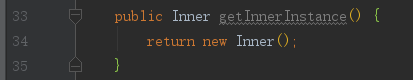 33 public Inner getInnerInstance() {
34 return new Inner();
35 }